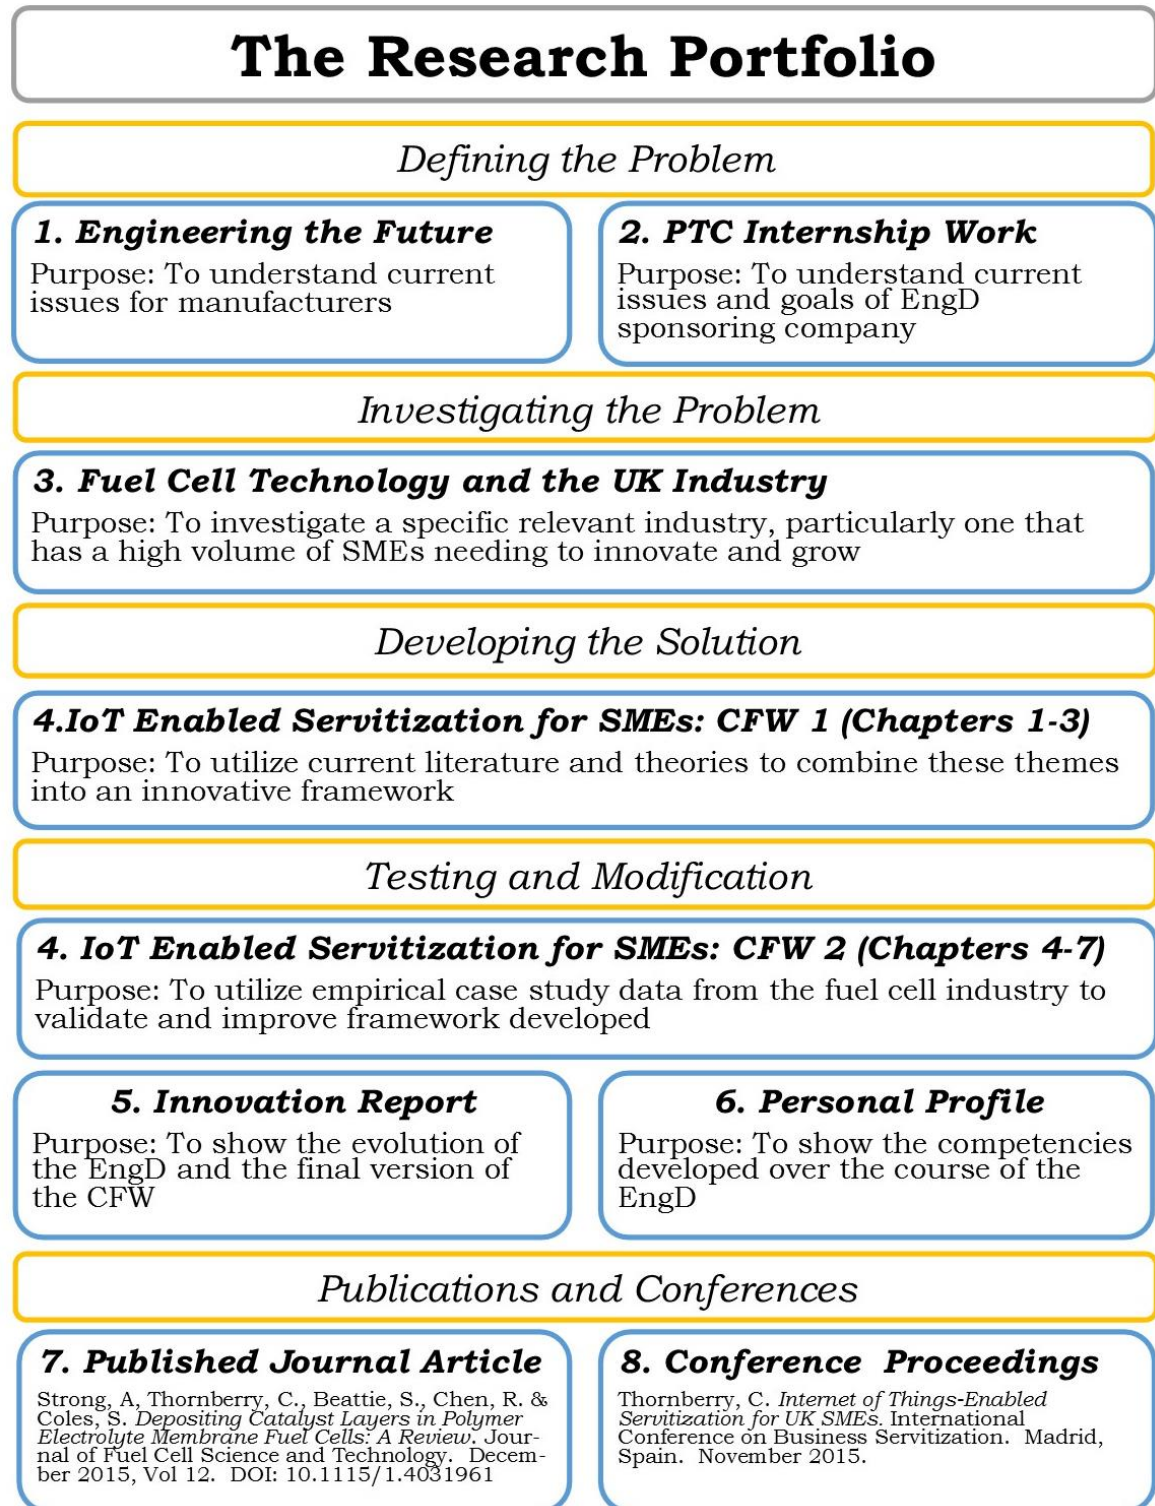 The Research Portfolio
Defining the Problem
1. Engineering the Future
Purpose: To understand current
issues for manufacturers
2. PTC Internship Work
Purpose: To understand current
issues and goals of EngD
sponsoring company
Investigating the Problem
3. Fuel Cell Technology and the UK Industry
Purpose: To investigate a specific relevant industry, particularly one that
has a high volume of SMEs needing to innovate and grow
Developing the Solution
4.IoT Enabled Servitization for SMEs: CFW 1 (Chapters 1-3)
Purpose: To utilize current literature and theories to combine these themes
into an innovative framework
Testing and Modification
4. IoT Enabled Servitization for SMEs: CFW 2 (Chapters 4-7)
Purpose: To utilize empirical case study data from the fuel cell industry to
validate and improve framework developed
5. Innovation Report
Purpose: To show the evolution of
the EngD and the final version of
the CFW
6. Personal Profile
Purpose: To show the competencies
developed over the course of the
EngD
Publications and Conferences
7. Published Journal Article
Strong, A, Thornberry, C., Beattie, S., Chen, R. &
Coles, S. Depositing Catalyst Layers in Polymer
Electrolyte Membrane Fuel Cells: A Review. Jour-
nal of Fuel Cell Science and Technology. Decem-
ber 2015, Vol 12. DOI: 10.1115/1.4031961
8. Conference Proceedings
Thornberry, C. Internet of Things-Enabled
Servitization for UK SMEs. International
Conference on Business Servitization. Madrid,
Spain. November 2015.